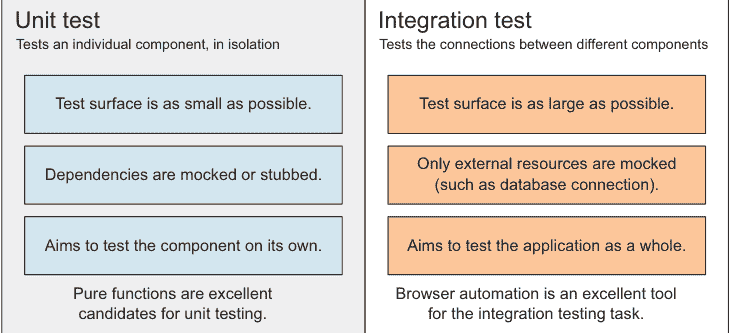 Unit test
Tests an individual component, in isolation
Test surface is as small as possible.
Dependencies are mocked or stubbed.
Aims to test the component on its own.
Pure functions are excellent
candidates for unit testing.
Integration test
Tests the connections between different components
Test surface is as large as possible.
Only external resources are mocked
(such as database connection).
Aims to test the application as a whole.
Browser automation is an excellent tool
for the integration testing task.